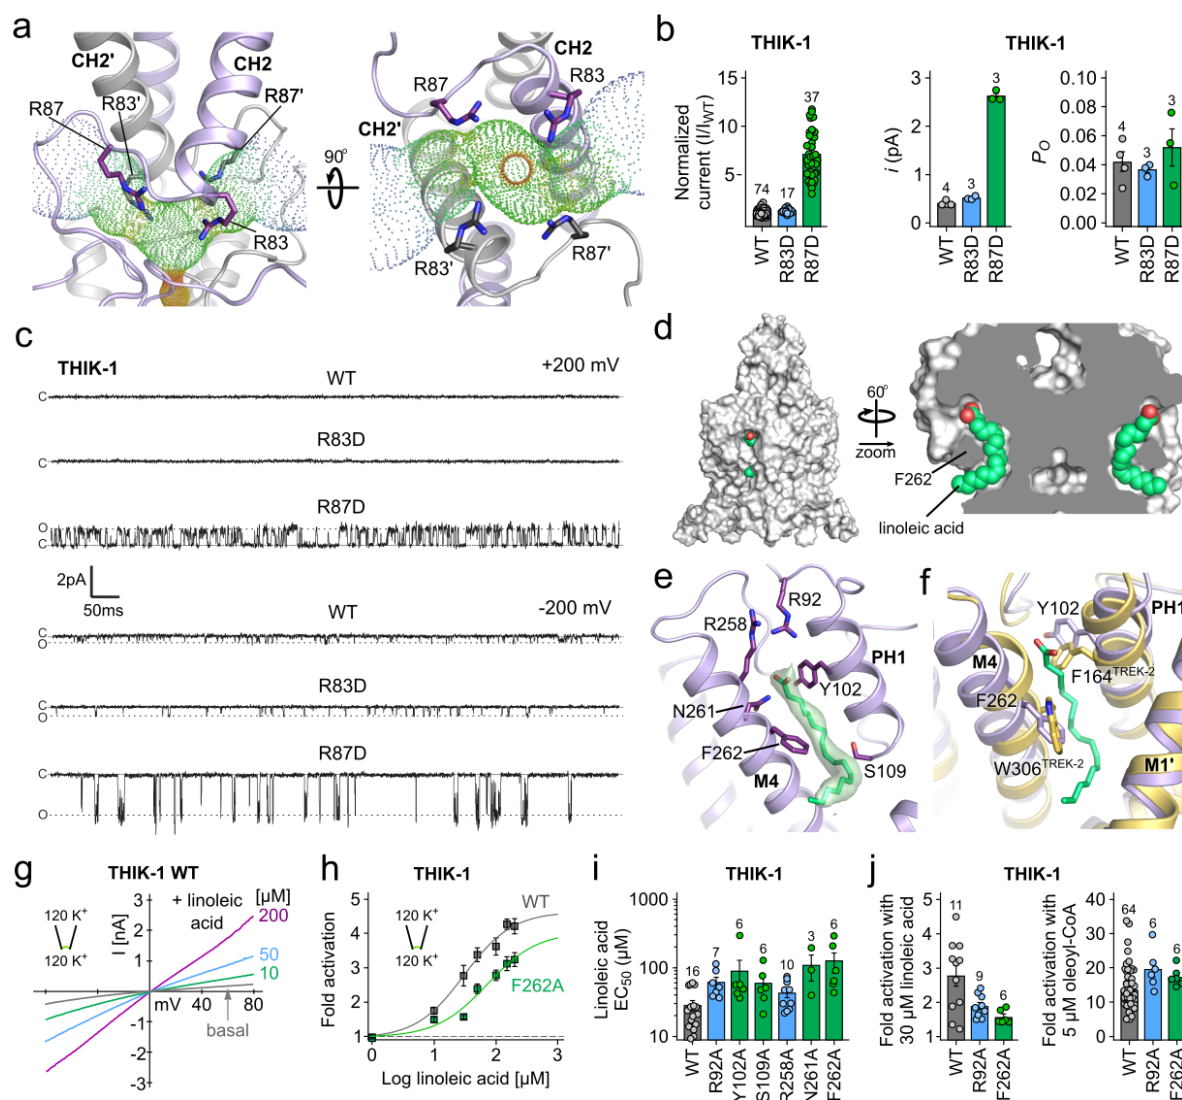 a
CH2'
CH2
R87
R83'
R87'
R83
90°
R87
R83
CH2'
CH2
R83'
R87'
b
THIK-1
Normalized
current (I/I_WT)
15
10
5
74
17
37
WT
R83D
R87D
THIK-1
i (pA)
3
2
1
0
4
3
3
WT
R83D
R87D
P_O
0.10
0.08
0.06
0.04
0.02
0.00
4
3
3
WT
R83D
R87D
c
THIK-1
WT
+200 mV
C
R83D
C
R87D
O
C
2pA
50ms
WT
-200 mV
C
O
R83D
C
O
R87D
C
O
d
60°
zoom
F262
linoleic acid
e
R92
R258
PH1
Y102
N261
F262
S109
M4
f
Y102
PH1
M4
F164^TREK-2
F262
W306^TREK-2
M1'
g
THIK-1 WT
120 K⁺
120 K⁺
I [nA]
3
2
1
-1
-2
-3
+ linoleic
acid
[µM]
200
50
10
mV
40
80
basal
h
THIK-1
Fold activation
5
4
3
2
1
120 K⁺
120 K⁺
WT
F262A
0
1
2
3
Log linoleic acid [µM]
i
THIK-1
Linoleic acid
EC₅₀ (µM)
1000
100
10
16
7
6
6
10
3
6
WT
R92A
Y102A
S109A
R258A
N261A
F262A
j
THIK-1
Fold activation with
30 µM linoleic acid
5
4
3
2
1
11
9
6
WT
R92A
F262A
Fold activation with
5 µM oleoyl-CoA
40
30
20
10
0
64
6
6
WT
R92A
F262A